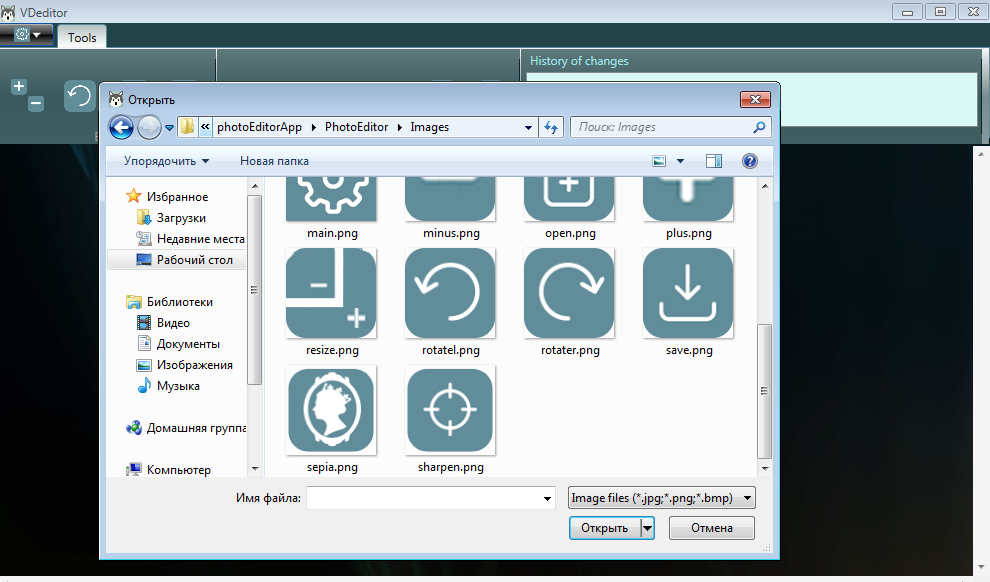 VDeditor
Tools
History of changes
Открыть
« photoEditorApp PhotoEditor Images
Поиск: Images
Упорядочить
Новая папка
Избранное
Загрузки
Недавние места
Рабочий стол
Библиотеки
Видео
Документы
Изображения
Музыка
Домашняя группа
Компьютер
main.png minus.png open.png plus.png
resize.png rotatel.png rotater.png save.png
sepia.png sharpen.png
Имя файла:
Image files (*.jpg;*.png;*.bmp)
Открыть
Отмена